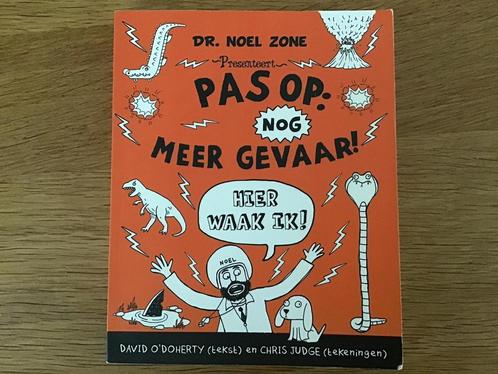 DR. NOEL ZONE
Presenteert
PAS OP:
NOG
MEER GEVAAR!
HIER
WAAK IK!
NOEL
DAVID O'DOHERTY (tekst) en CHRIS JUDGE (tekeningen)